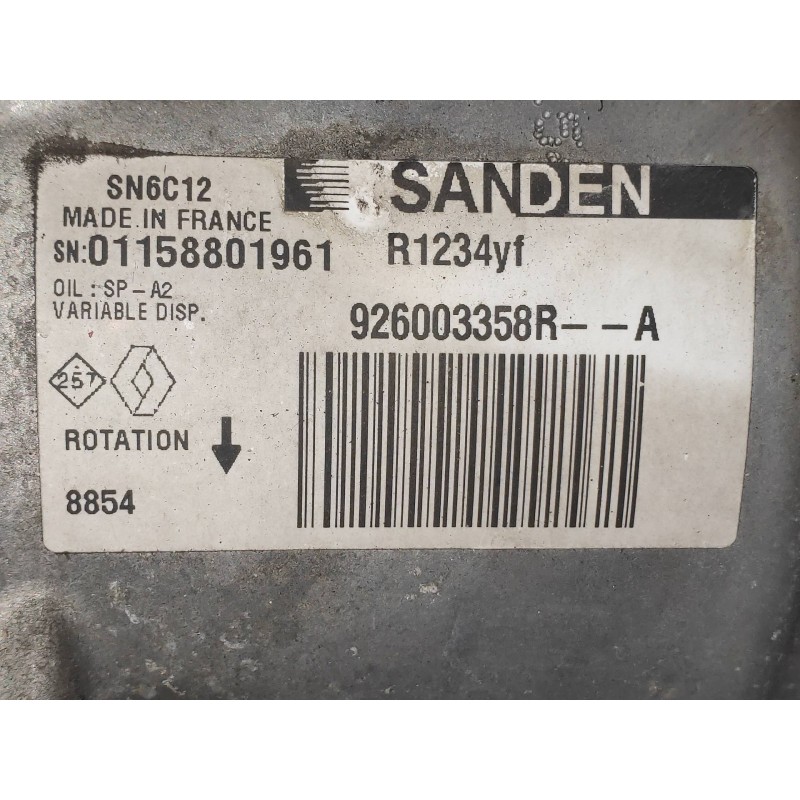 SN6C12
SANDEN
MADE IN FRANCE
SN:01158801961
R1234yf
OIL : SP-A2
VARIABLE DISP.
926003358R--A
257
ROTATION
8854